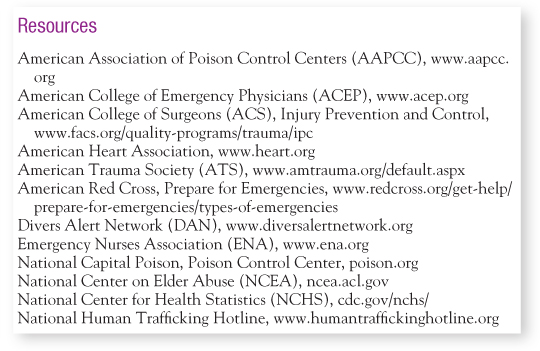 Resources
American Association of Poison Control Centers (AAPCC), www.aapcc.
org
American College of Emergency Physicians (ACEP), www.acep.org
American College of Surgeons (ACS), Injury Prevention and Control,
www.facs.org/quality-programs/trauma/ipc
American Heart Association, www.heart.org
American Trauma Society (ATS), www.amtrauma.org/default.aspx
American Red Cross, Prepare for Emergencies, www.redcross.org/get-help/
prepare-for-emergencies/types-of-emergencies
Divers Alert Network (DAN), www.diversalertnetwork.org
Emergency Nurses Association (ENA), www.ena.org
National Capital Poison, Poison Control Center, poison.org
National Center on Elder Abuse (NCEA), ncea.acl.gov
National Center for Health Statistics (NCHS), cdc.gov/nchs/
National Human Trafficking Hotline, www.humantraffickinghotline.org